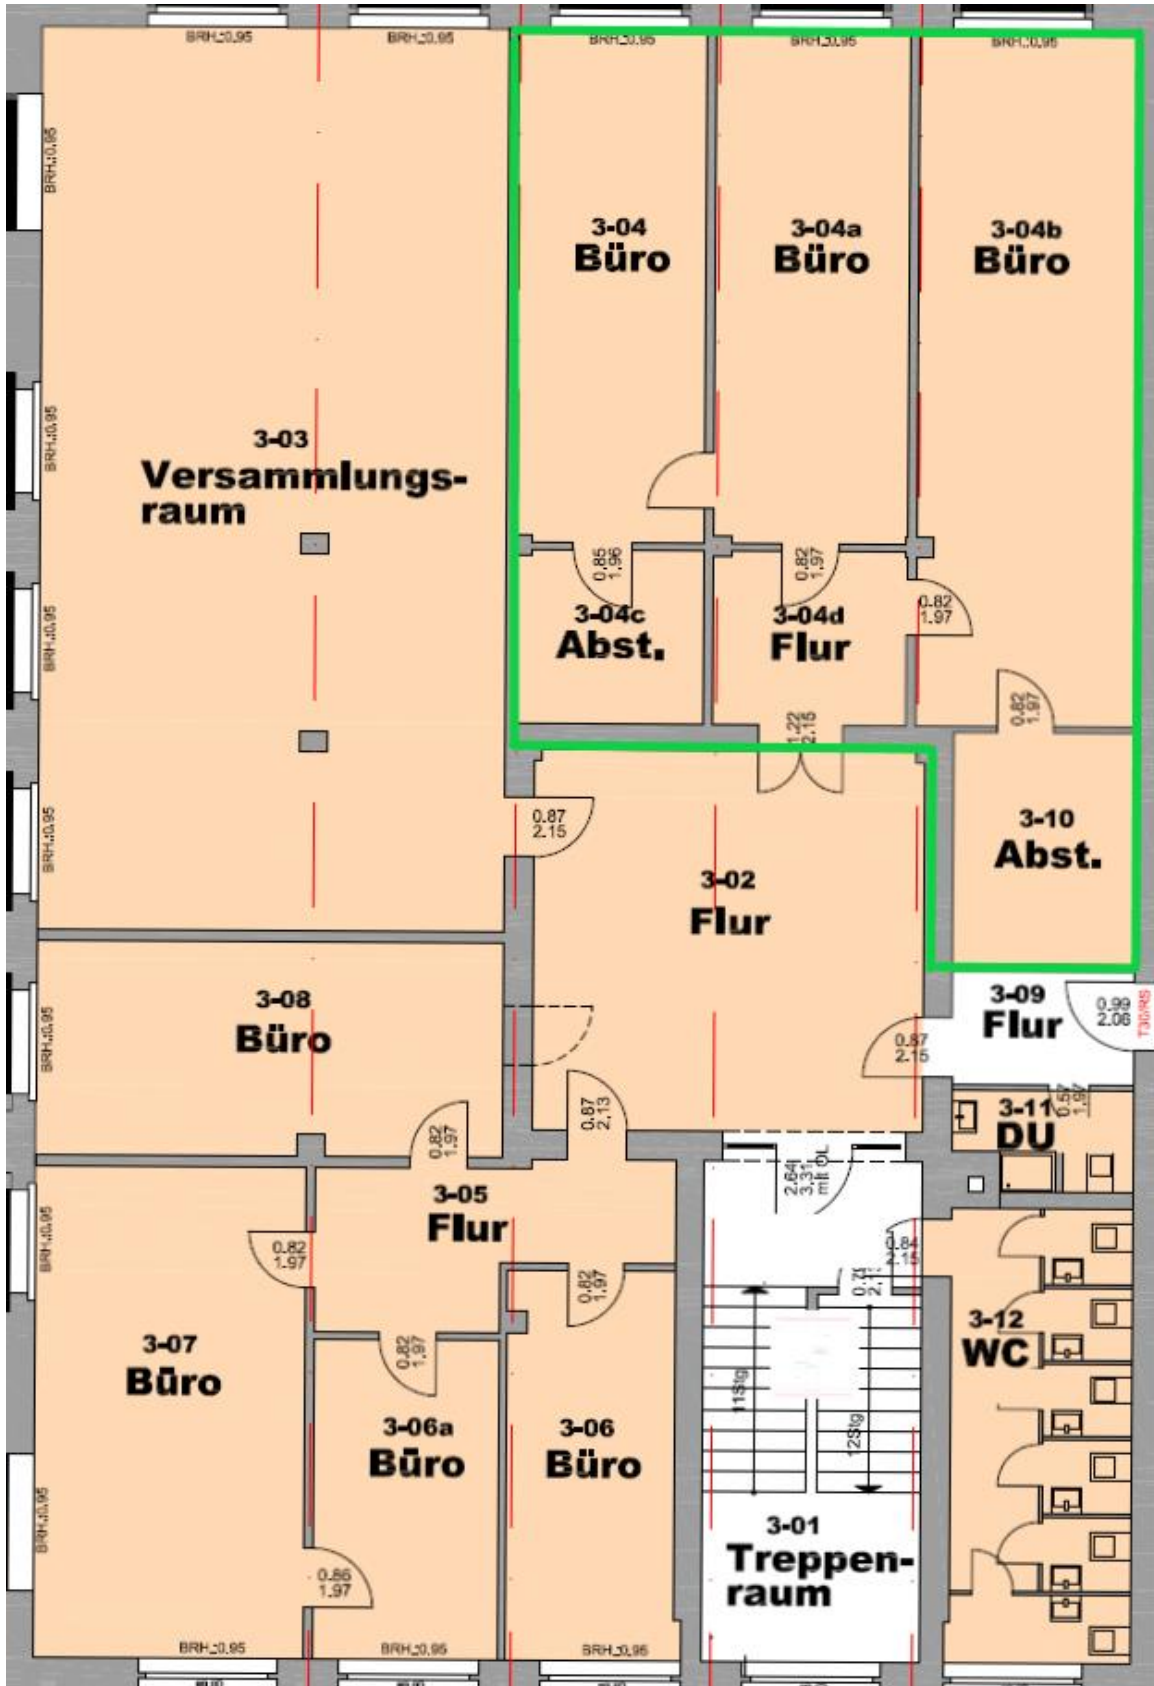 BRH.:0.95
BRH.:0.95
BRH.:0.95
BRH.:0.95
BRH.:0.95
BRH.:0.95
3-04
Büro
3-04a
Büro
3-04b
Büro
BRH.:0.95
3-03
Versammlungs-
raum
0.85
1.96
0.82
1.97
0.82
1.97
BRH.:0.95
3-04c
Abst.
3-04d
Flur
0.82
1.97
1.22
2.15
BRH.:0.95
0.87
2.15
3-10
Abst.
3-02
Flur
3-08
Büro
BRH.:0.95
3-09
Flur
0.99
2.06
T30/RS
0.87
2.15
0.87
2.13
0.82
1.97
3-11
DU
0.57
1.97
2.64
3.31
mit OL
3-05
Flur
BRH.:0.95
0.82
1.97
0.84
2.15
0.82
1.97
3-07
Büro
0.82
1.97
3-12
WC
11Stg
12Stg
3-06a
Büro
3-06
Büro
BRH.:0.95
3-01
Treppen-
raum
0.86
1.97
BRH.:0.95
BRH.:0.95
BRH.:0.95